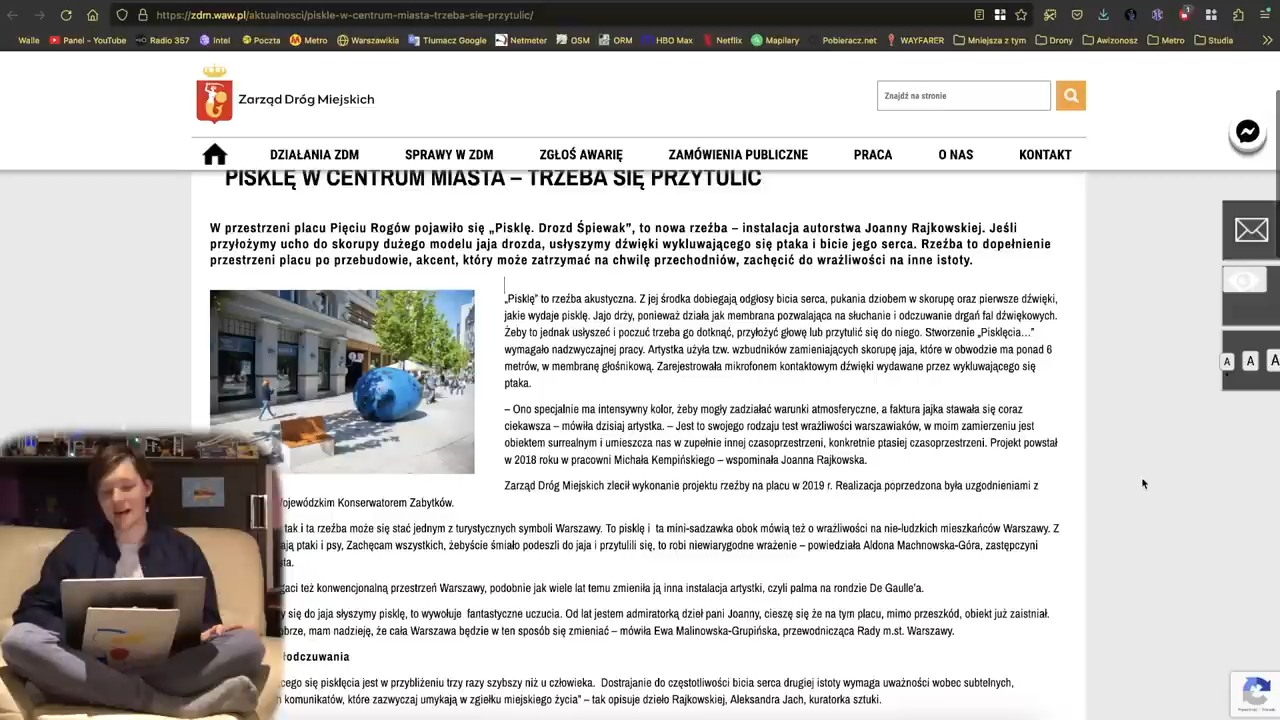 https://zdm.waw.pl/aktualnosci/piskle-w-centrum-miasta-trzeba-sie-przytulic/
Walle Panel – YouTube Radio 357 Intel Poczta Metro Warszawikia Tłumacz Google Netmeter OSM ORM HBO Max Netflix Mapilary Pobieracz.net WAYFARER Mniejsza z tym Drony Awizonosz Metro Studia
Zarząd Dróg Miejskich
Znajdź na stronie
DZIAŁANIA ZDM SPRAWY W ZDM ZGŁOŚ AWARIĘ ZAMÓWIENIA PUBLICZNE PRACA O NAS KONTAKT
PISKLĘ W CENTRUM MIASTA – TRZEBA SIĘ PRZYTULIĆ
W przestrzeni placu Pięciu Rogów pojawiło się „Pisklę. Drozd Śpiewak”, to nowa rzeźba – instalacja autorstwa Joanny Rajkowskiej. Jeśli
przyłożymy ucho do skorupy dużego modelu jaja drozda, usłyszymy dźwięki wykluwającego się ptaka i bicie jego serca. Rzeźba to dopełnienie
przestrzeni placu po przebudowie, akcent, który może zatrzymać na chwilę przechodniów, zachęcić do wrażliwości na inne istoty.
„Pisklę” to rzeźba akustyczna. Z jej środka dobiegają odgłosy bicia serca, pukania dziobem w skorupę oraz pierwsze dźwięki,
jakie wydaje pisklę. Jajo drży, ponieważ działa jak membrana pozwalająca na słuchanie i odczuwanie drgań fal dźwiękowych.
Żeby to jednak usłyszeć i poczuć trzeba go dotknąć, przyłożyć głowę lub przytulić się do niego. Stworzenie „Pisklęcia…”
wymagało nadzwyczajnej pracy. Artystka użyła tzw. wzbudników zamieniających skorupę jaja, które w obwodzie ma ponad 6
metrów, w membranę głośnikową. Zarejestrowała mikrofonem kontaktowym dźwięki wydawane przez wykluwającego się
ptaka.
– Ono specjalnie ma intensywny kolor, żeby mogły zadziałać warunki atmosferyczne, a faktura jajka stawała się coraz
ciekawsza – mówiła dzisiaj artystka. – Jest to swojego rodzaju test wrażliwości warszawiaków, w moim zamierzeniu jest
obiektem surrealnym i umieszcza nas w zupełnie innej czasoprzestrzeni, konkretnie ptasiej czasoprzestrzeni. Projekt powstał
w 2018 roku w pracowni Michała Kempińskiego – wspominała Joanna Rajkowska.
Zarząd Dróg Miejskich zlecił wykonanie projektu rzeźby na placu w 2019 r. Realizacja poprzedzona była uzgodnieniami z
ojewódzkim Konserwatorem Zabytków.
tak i ta rzeźba może się stać jednym z turystycznych symboli Warszawy. To pisklę i ta mini-sadzawka obok mówią też o wrażliwości na nie-ludzkich mieszkańców Warszawy. Z
ają ptaki i psy, Zachęcam wszystkich, żebyście śmiało podeszli do jaja i przytulili się, to robi niewiarygodne wrażenie – powiedziała Aldona Machnowska-Góra, zastępczyni
sta.
gaci też konwencjonalną przestrzeń Warszawy, podobnie jak wiele lat temu zmieniła ją inna instalacja artystki, czyli palma na rondzie De Gaulle’a.
y się do jaja słyszymy pisklę, to wywołuje fantastyczne uczucia. Od lat jestem admiratorką dzieł pani Joanny, cieszę się że na tym placu, mimo przeszkód, obiekt już zaistniał.
obrze, mam nadzieję, że cała Warszawa będzie w ten sposób się zmieniać – mówiła Ewa Malinowska-Grupińska, przewodnicząca Rady m.st. Warszawy.
łodczuwania
cego się pisklęcia jest w przybliżeniu trzy razy szybszy niż u człowieka. Dostrajanie do częstotliwości bicia serca drugiej istoty wymaga uważności wobec subtelnych,
h komunikatów, które zazwyczaj umykają w zgiełku miejskiego życia” – tak opisuje dzieło Rajkowskiej, Aleksandra Jach, kuratorka sztuki.
A A A